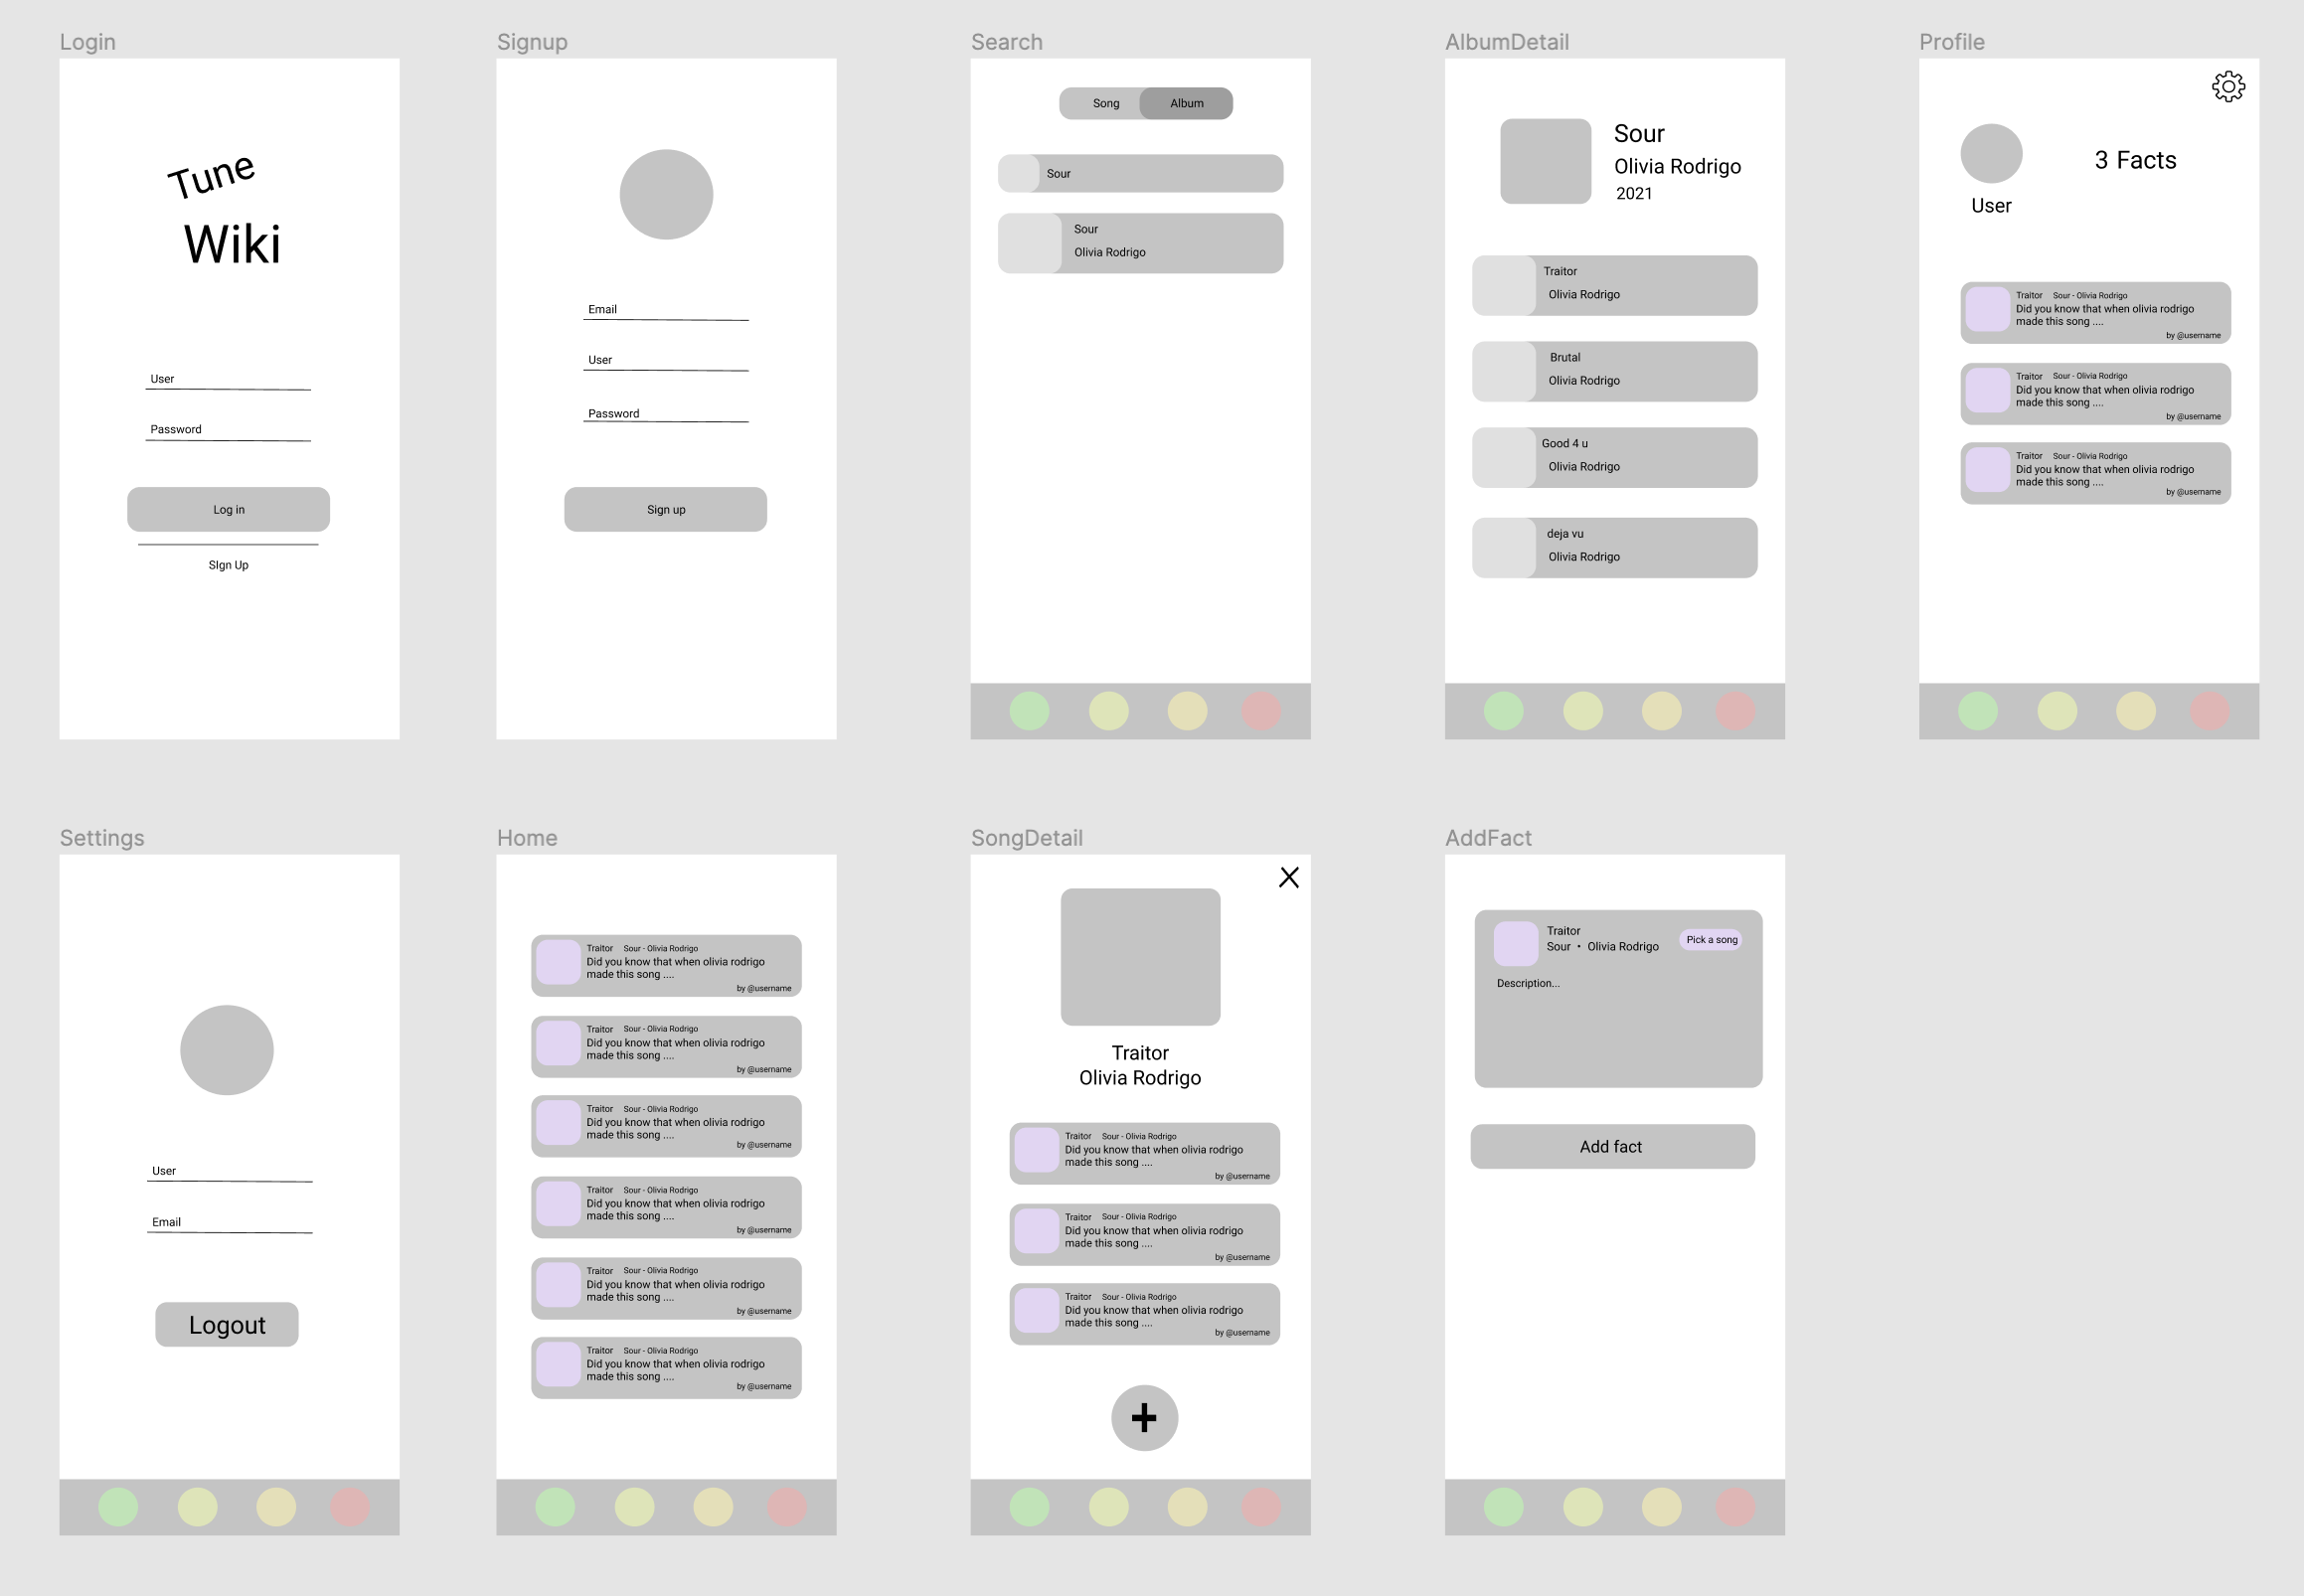 Login
Tune
Wiki
User
Password
Log in
SIgn Up
Signup
Email
User
Password
Sign up
Search
Song Album
Sour
Sour
Olivia Rodrigo
AlbumDetail
Sour
Olivia Rodrigo
2021
Traitor
Olivia Rodrigo
Brutal
Olivia Rodrigo
Good 4 u
Olivia Rodrigo
deja vu
Olivia Rodrigo
Profile
3 Facts
User
Traitor Sour - Olivia Rodrigo
Did you know that when olivia rodrigo
made this song ....
by @username
Traitor Sour - Olivia Rodrigo
Did you know that when olivia rodrigo
made this song ....
by @username
Traitor Sour - Olivia Rodrigo
Did you know that when olivia rodrigo
made this song ....
by @username
Settings
User
Email
Logout
Home
Traitor Sour - Olivia Rodrigo
Did you know that when olivia rodrigo
made this song ....
by @username
Traitor Sour - Olivia Rodrigo
Did you know that when olivia rodrigo
made this song ....
by @username
Traitor Sour - Olivia Rodrigo
Did you know that when olivia rodrigo
made this song ....
by @username
Traitor Sour - Olivia Rodrigo
Did you know that when olivia rodrigo
made this song ....
by @username
Traitor Sour - Olivia Rodrigo
Did you know that when olivia rodrigo
made this song ....
by @username
Traitor Sour - Olivia Rodrigo
Did you know that when olivia rodrigo
made this song ....
by @username
SongDetail
Traitor
Olivia Rodrigo
Traitor Sour - Olivia Rodrigo
Did you know that when olivia rodrigo
made this song ....
by @username
Traitor Sour - Olivia Rodrigo
Did you know that when olivia rodrigo
made this song ....
by @username
Traitor Sour - Olivia Rodrigo
Did you know that when olivia rodrigo
made this song ....
by @username
AddFact
Traitor
Sour • Olivia Rodrigo
Pick a song
Description...
Add fact